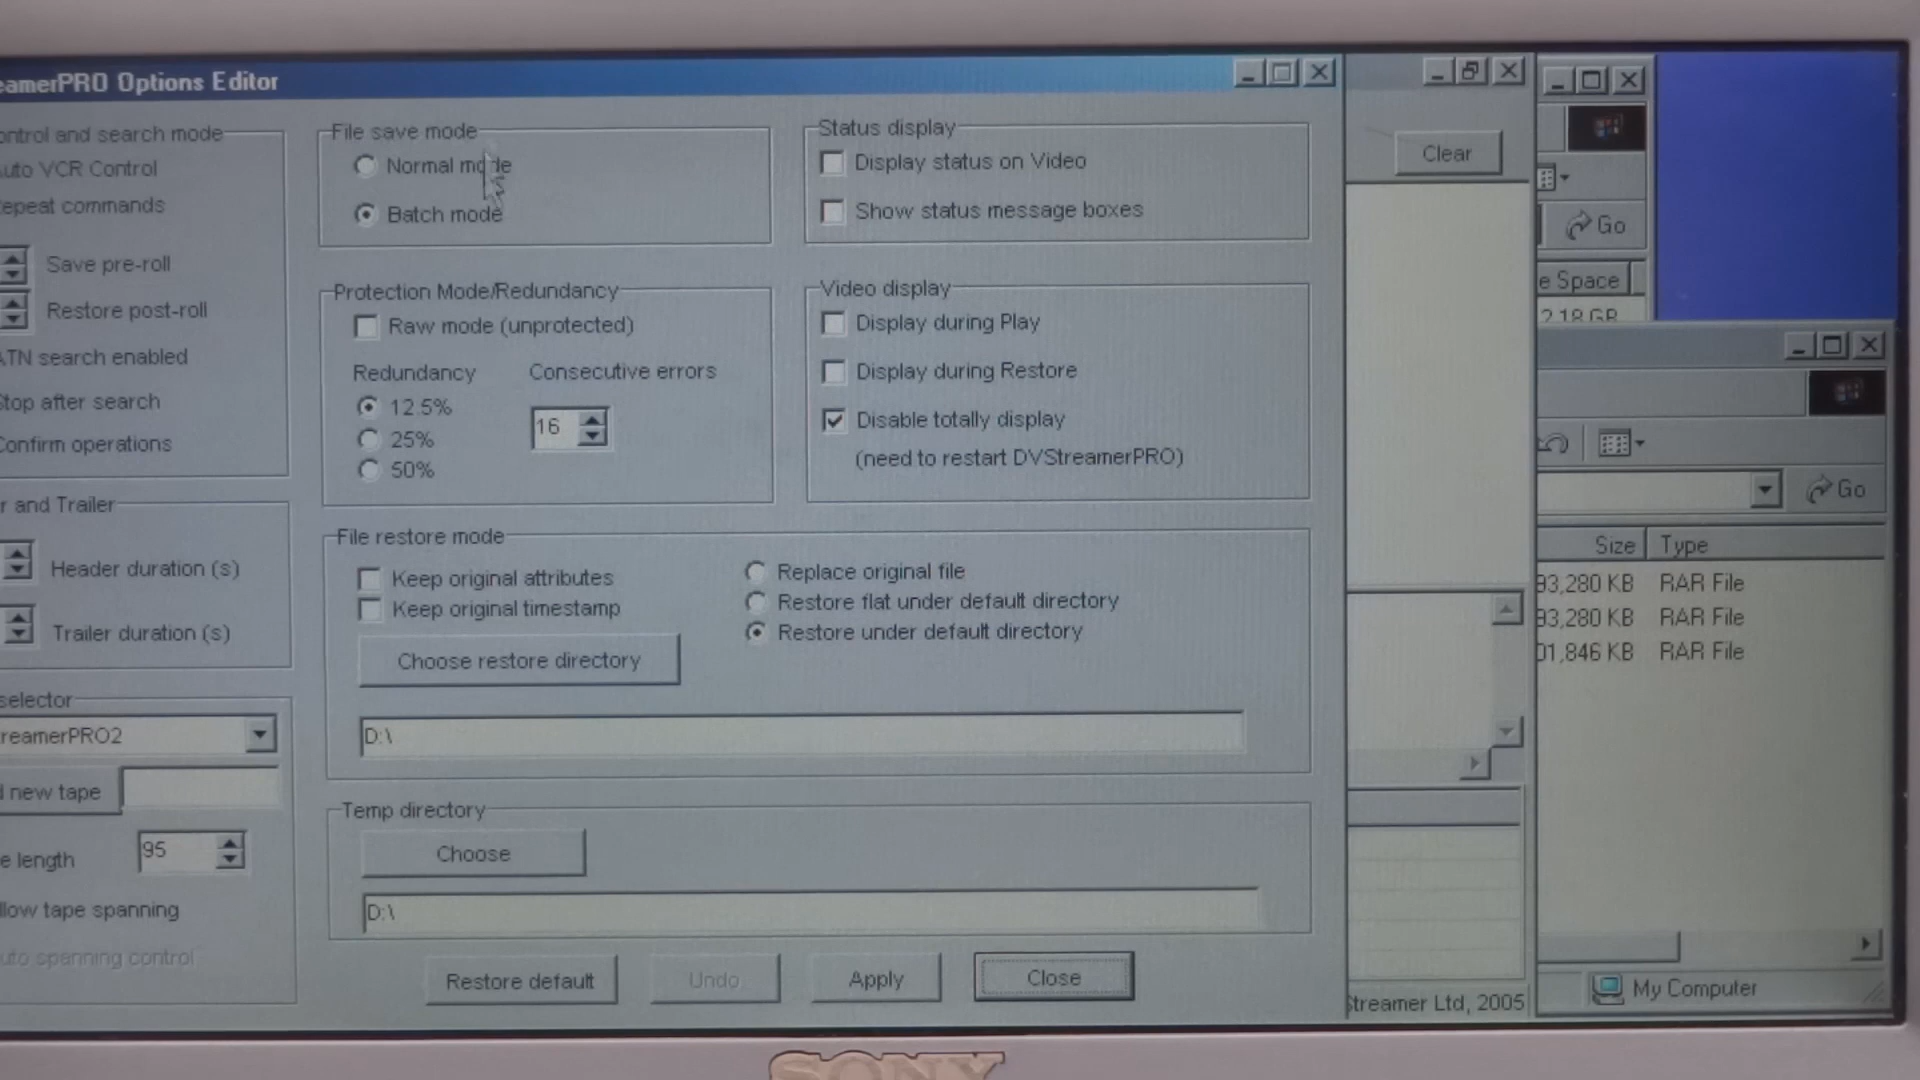 eamerPRO Options Editor
ontrol and search mode
uto VCR Control
epeat commands
Save pre-roll
Restore post-roll
ATN search enabled
Stop after search
Confirm operations
r and Trailer
Header duration (s)
Trailer duration (s)
selector
reamerPRO2
d new tape
e length
95
llow tape spanning
uto spanning control
File save mode
Normal mode
Batch mode
Protection Mode/Redundancy
Raw mode (unprotected)
Redundancy
Consecutive errors
12.5%
16
25%
50%
Status display
Display status on Video
Show status message boxes
Video display
Display during Play
Display during Restore
Disable totally display
(need to restart DVStreamerPRO)
File restore mode
Keep original attributes
Keep original timestamp
Replace original file
Restore flat under default directory
Restore under default directory
Choose restore directory
D:\
Temp directory
Choose
D:\
Restore default
Undo
Apply
Close
Clear
Streamer Ltd, 2005
Go
e Space
2.18 GB
Go
Size
Type
93,280 KB
RAR File
93,280 KB
RAR File
01,846 KB
RAR File
My Computer
SONY